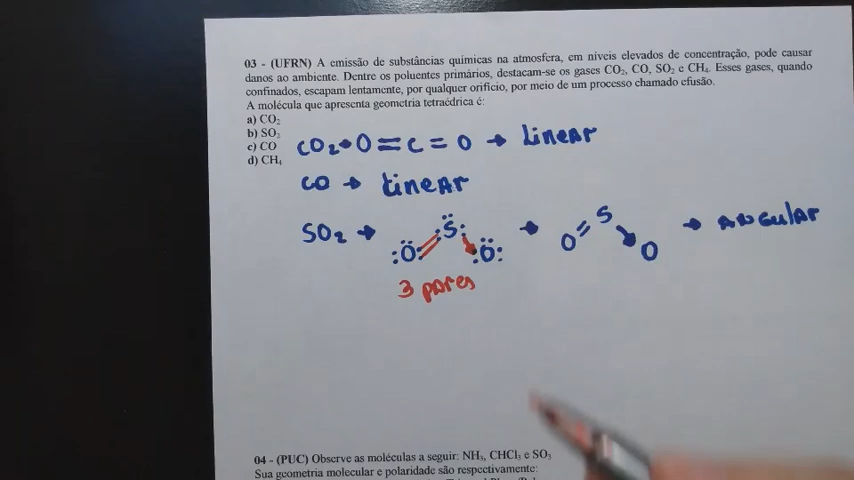 03 - (UFRN) A emissão de substâncias químicas na atmosfera, em níveis elevados de concentração, pode causar
danos ao ambiente. Dentre os poluentes primários, destacam-se os gases CO₂, CO, SO₂ e CH₄. Esses gases, quando
confinados, escapam lentamente, por qualquer orifício, por meio de um processo chamado efusão.
A molécula que apresenta geometria tetraédrica é:
a) CO₂
b) SO₂
c) CO
d) CH₄
CO₂ → O = C = O → LINEAR
CO → LINEAR
SO₂ → :Ö S̈: Ö: → O = S → O → ANGULAR
3 pares
04 - (PUC) Observe as moléculas a seguir: NH₃, CHCl₃ e SO₃
Sua geometria molecular e polaridade são respectivamente: